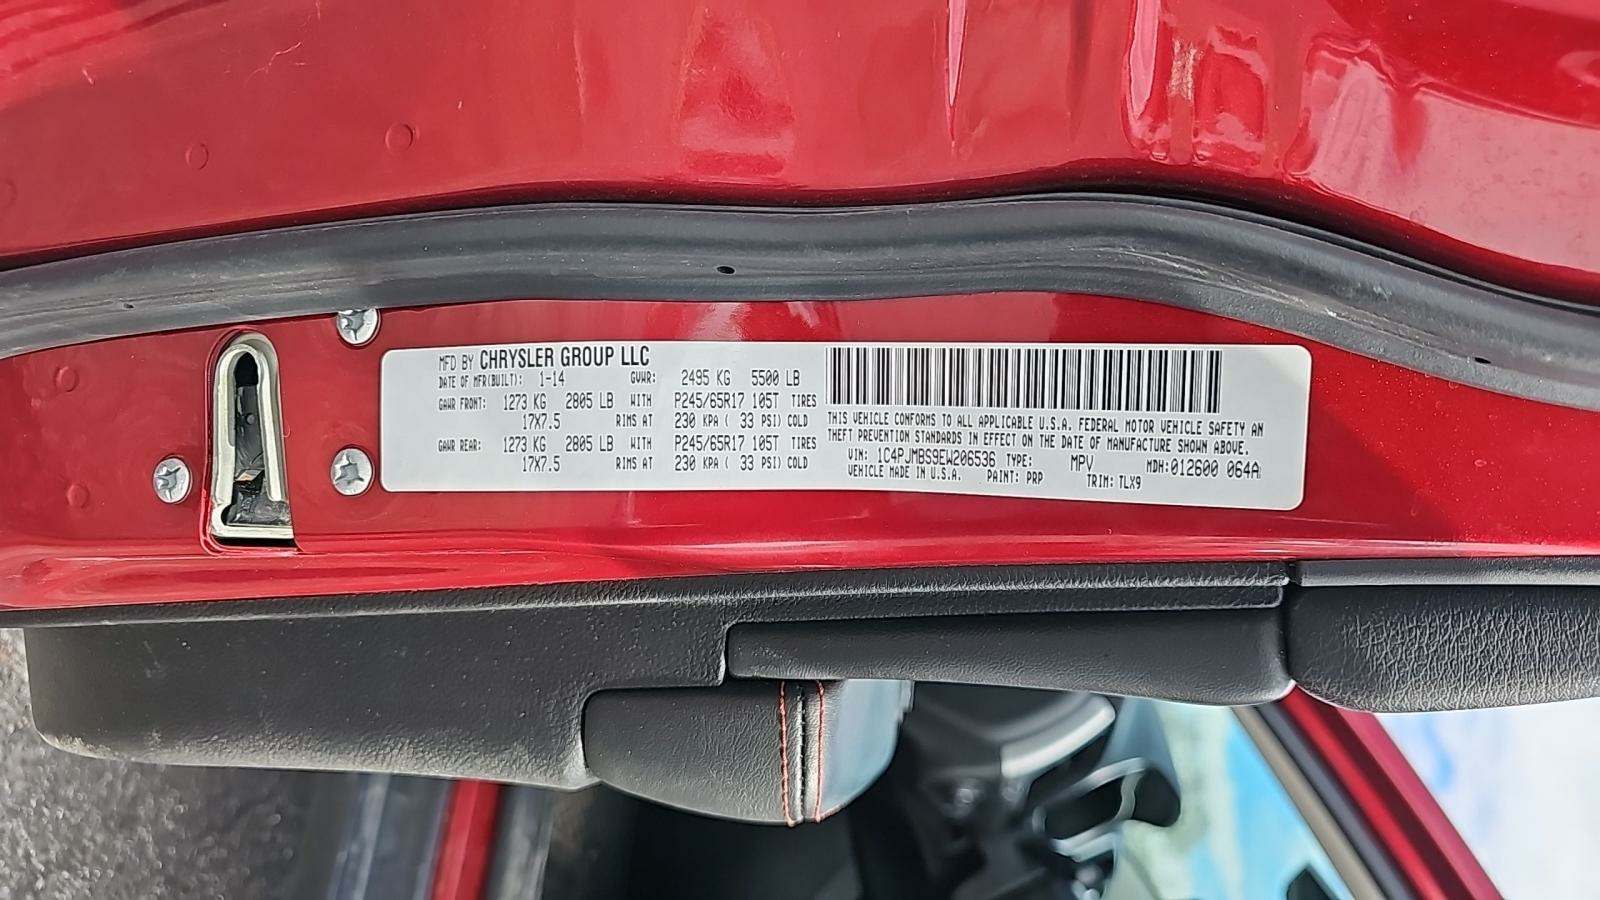 MFD BY CHRYSLER GROUP LLC
DATE OF MFR(BUILT): 1-14 GVWR: 2495 KG 5500 LB
GAWR FRONT: 1273 KG 2805 LB WITH P245/65R17 105T TIRES
17X7.5 RIMS AT 230 KPA ( 33 PSI) COLD
GAWR REAR: 1273 KG 2805 LB WITH P245/65R17 105T TIRES
17X7.5 RIMS AT 230 KPA ( 33 PSI) COLD
THIS VEHICLE CONFORMS TO ALL APPLICABLE U.S.A. FEDERAL MOTOR VEHICLE SAFETY AN
THEFT PREVENTION STANDARDS IN EFFECT ON THE DATE OF MANUFACTURE SHOWN ABOVE.
VIN: 1C4PJMBS9EW206536 TYPE: MPV MDH:012600 064A
VEHICLE MADE IN U.S.A. PAINT: PRP TRIM: TLX9